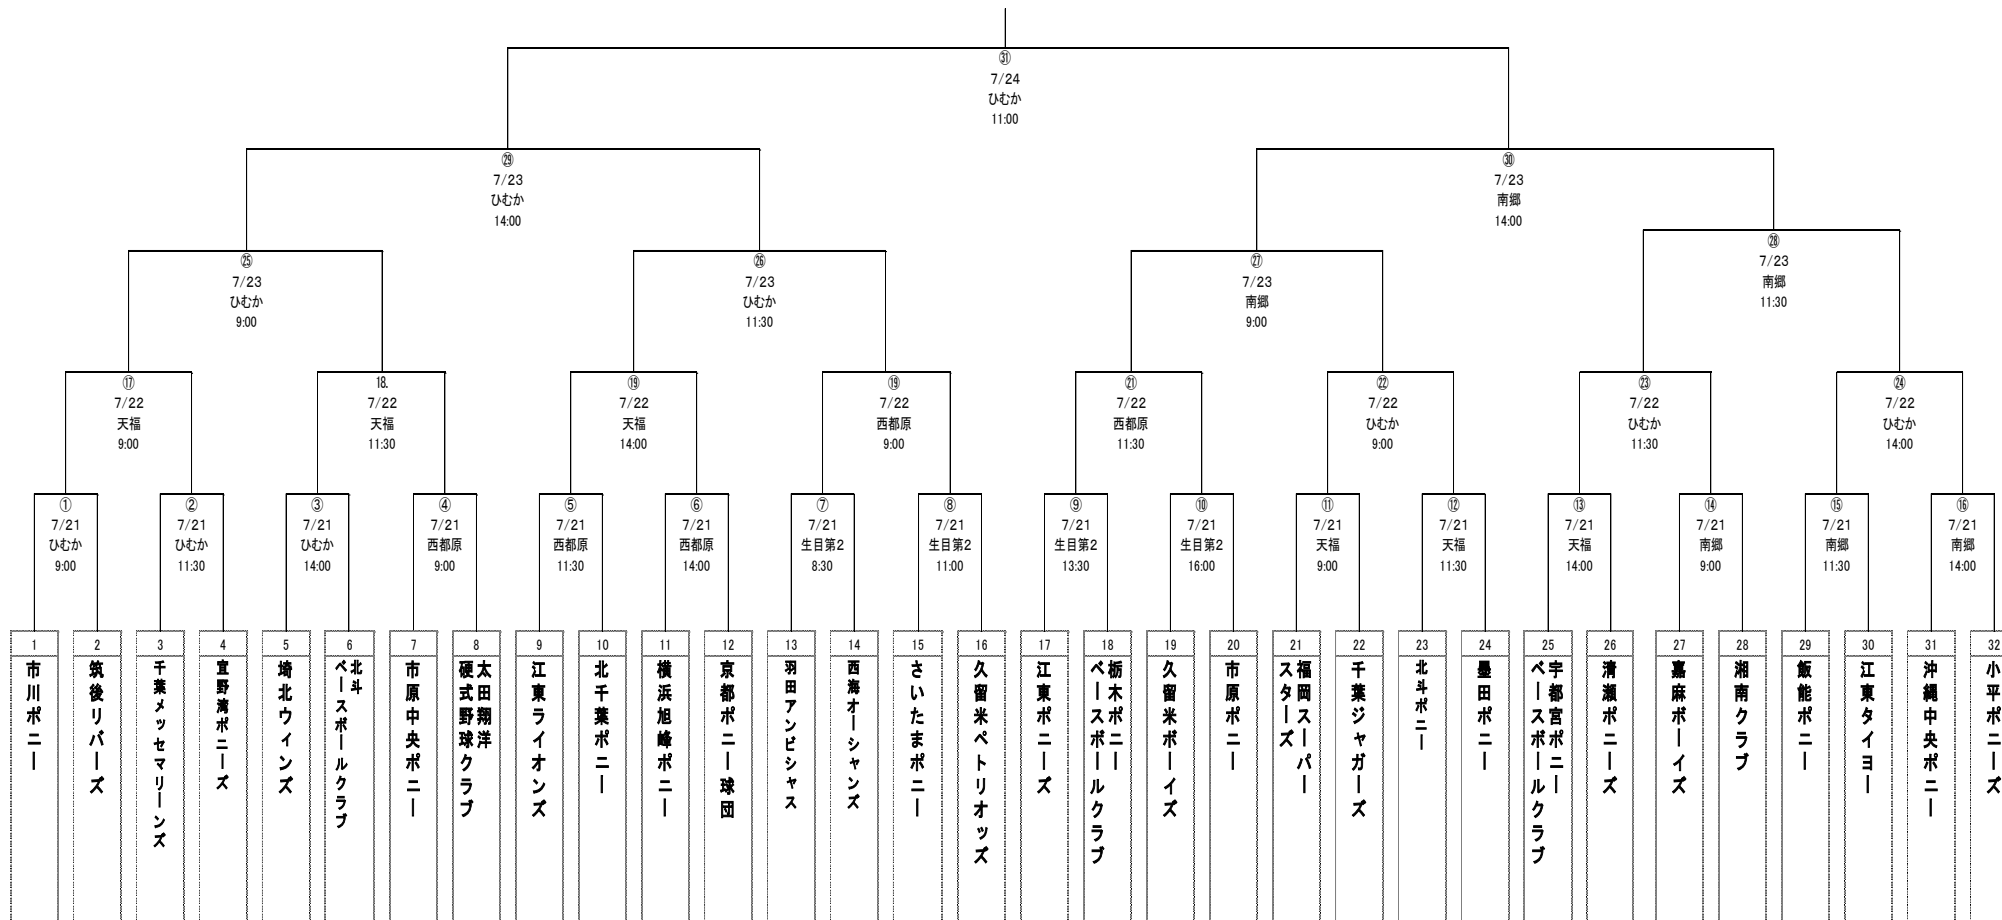 ㉛
7/24
ひむか
11:00
㉙
7/23
ひむか
14:00
㉚
7/23
南郷
14:00
㉕
7/23
ひむか
9:00
㉖
7/23
ひむか
11:30
㉗
7/23
南郷
9:00
㉘
7/23
南郷
11:30
⑰
7/22
天福
9:00
18.
7/22
天福
11:30
⑲
7/22
天福
14:00
⑲
7/22
西都原
9:00
㉑
7/22
西都原
11:30
㉒
7/22
ひむか
9:00
㉓
7/22
ひむか
11:30
㉔
7/22
ひむか
14:00
①
7/21
ひむか
9:00
②
7/21
ひむか
11:30
③
7/21
ひむか
14:00
④
7/21
西都原
9:00
⑤
7/21
西都原
11:30
⑥
7/21
西都原
14:00
⑦
7/21
生目第2
8:30
⑧
7/21
生目第2
11:00
⑨
7/21
生目第2
13:30
⑩
7/21
生目第2
16:00
⑪
7/21
天福
9:00
⑫
7/21
天福
11:30
⑬
7/21
天福
14:00
⑭
7/21
南郷
9:00
⑮
7/21
南郷
11:30
⑯
7/21
南郷
14:00
1
市川ポニー
2
筑後リバーズ
3
千葉メッセマリーンズ
4
宜野湾ポニーズ
5
埼北ウィンズ
6
北斗
ベースボールクラブ
7
市原中央ポニー
8
太田翔洋
硬式野球クラブ
9
江東ライオンズ
10
北千葉ポニー
11
横浜旭峰ポニー
12
京都ポニー球団
13
羽田アンビシャス
14
西海オーシャンズ
15
さいたまポニー
16
久留米ペトリオッズ
17
江東ポニーズ
18
栃木ポニー
ベースボールクラブ
19
久留米ボーイズ
20
市原ポニー
21
福岡スーパー
スターズ
22
千葉ジャガーズ
23
北斗ポニー
24
墨田ポニー
25
宇都宮ポニー
ベースボールクラブ
26
清瀬ポニーズ
27
嘉麻ボーイズ
28
湘南クラブ
29
飯能ポニー
30
江東タイヨー
31
沖縄中央ポニー
32
小平ポニーズ